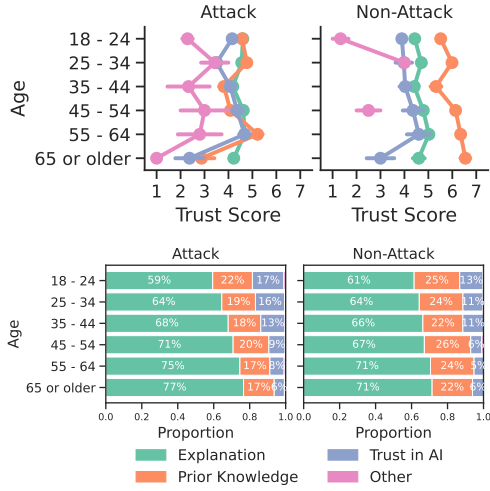 Attack
Non-Attack
Age
18 - 24
25 - 34
35 - 44
45 - 54
55 - 64
65 or older
1 2 3 4 5 6 7
1 2 3 4 5 6 7
Trust Score
Trust Score
Attack
Non-Attack
Age
18 - 24 59% 22% 17% 61% 25% 13%
25 - 34 64% 19% 16% 64% 24% 11%
35 - 44 68% 18% 13% 66% 22% 11%
45 - 54 71% 20% 9% 67% 26% 6%
55 - 64 75% 17% 8% 71% 24% 5%
65 or older 77% 17% 6% 71% 22% 6%
0.0 0.2 0.4 0.6 0.8 1.0 0.0 0.2 0.4 0.6 0.8 1.0
Proportion
Proportion
Explanation
Trust in AI
Prior Knowledge
Other